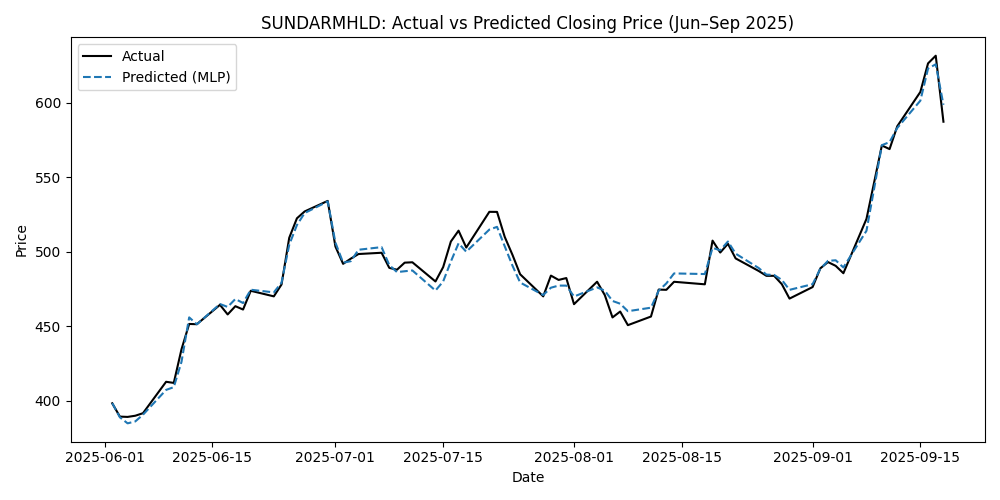 SUNDARMHLD: Actual vs Predicted Closing Price (Jun–Sep 2025)
Actual
Predicted (MLP)
Price
600
550
500
450
400
2025-06-01 2025-06-15 2025-07-01 2025-07-15 2025-08-01 2025-08-15 2025-09-01 2025-09-15
Date